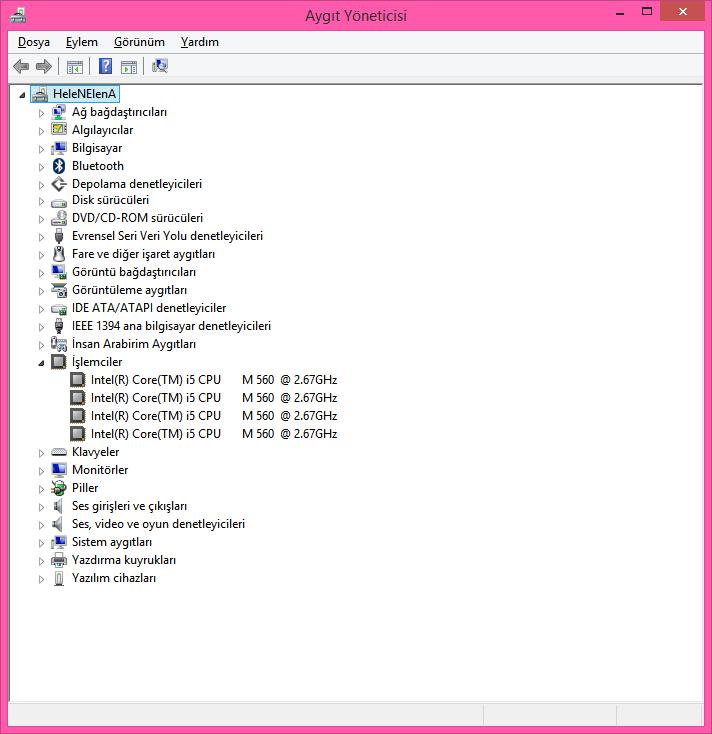 Aygıt Yöneticisi
Dosya Eylem Görünüm Yardım
HeleNElenA
Ağ bağdaştırıcıları
Algılayıcılar
Bilgisayar
Bluetooth
Depolama denetleyicileri
Disk sürücüleri
DVD/CD-ROM sürücüleri
Evrensel Seri Veri Yolu denetleyicileri
Fare ve diğer işaret aygıtları
Görüntü bağdaştırıcıları
Görüntüleme aygıtları
IDE ATA/ATAPI denetleyiciler
IEEE 1394 ana bilgisayar denetleyicileri
İnsan Arabirim Aygıtları
İşlemciler
Intel(R) Core(TM) i5 CPU M 560 @ 2.67GHz
Intel(R) Core(TM) i5 CPU M 560 @ 2.67GHz
Intel(R) Core(TM) i5 CPU M 560 @ 2.67GHz
Intel(R) Core(TM) i5 CPU M 560 @ 2.67GHz
Klavyeler
Monitörler
Piller
Ses girişleri ve çıkışları
Ses, video ve oyun denetleyicileri
Sistem aygıtları
Yazdırma kuyrukları
Yazılım cihazları